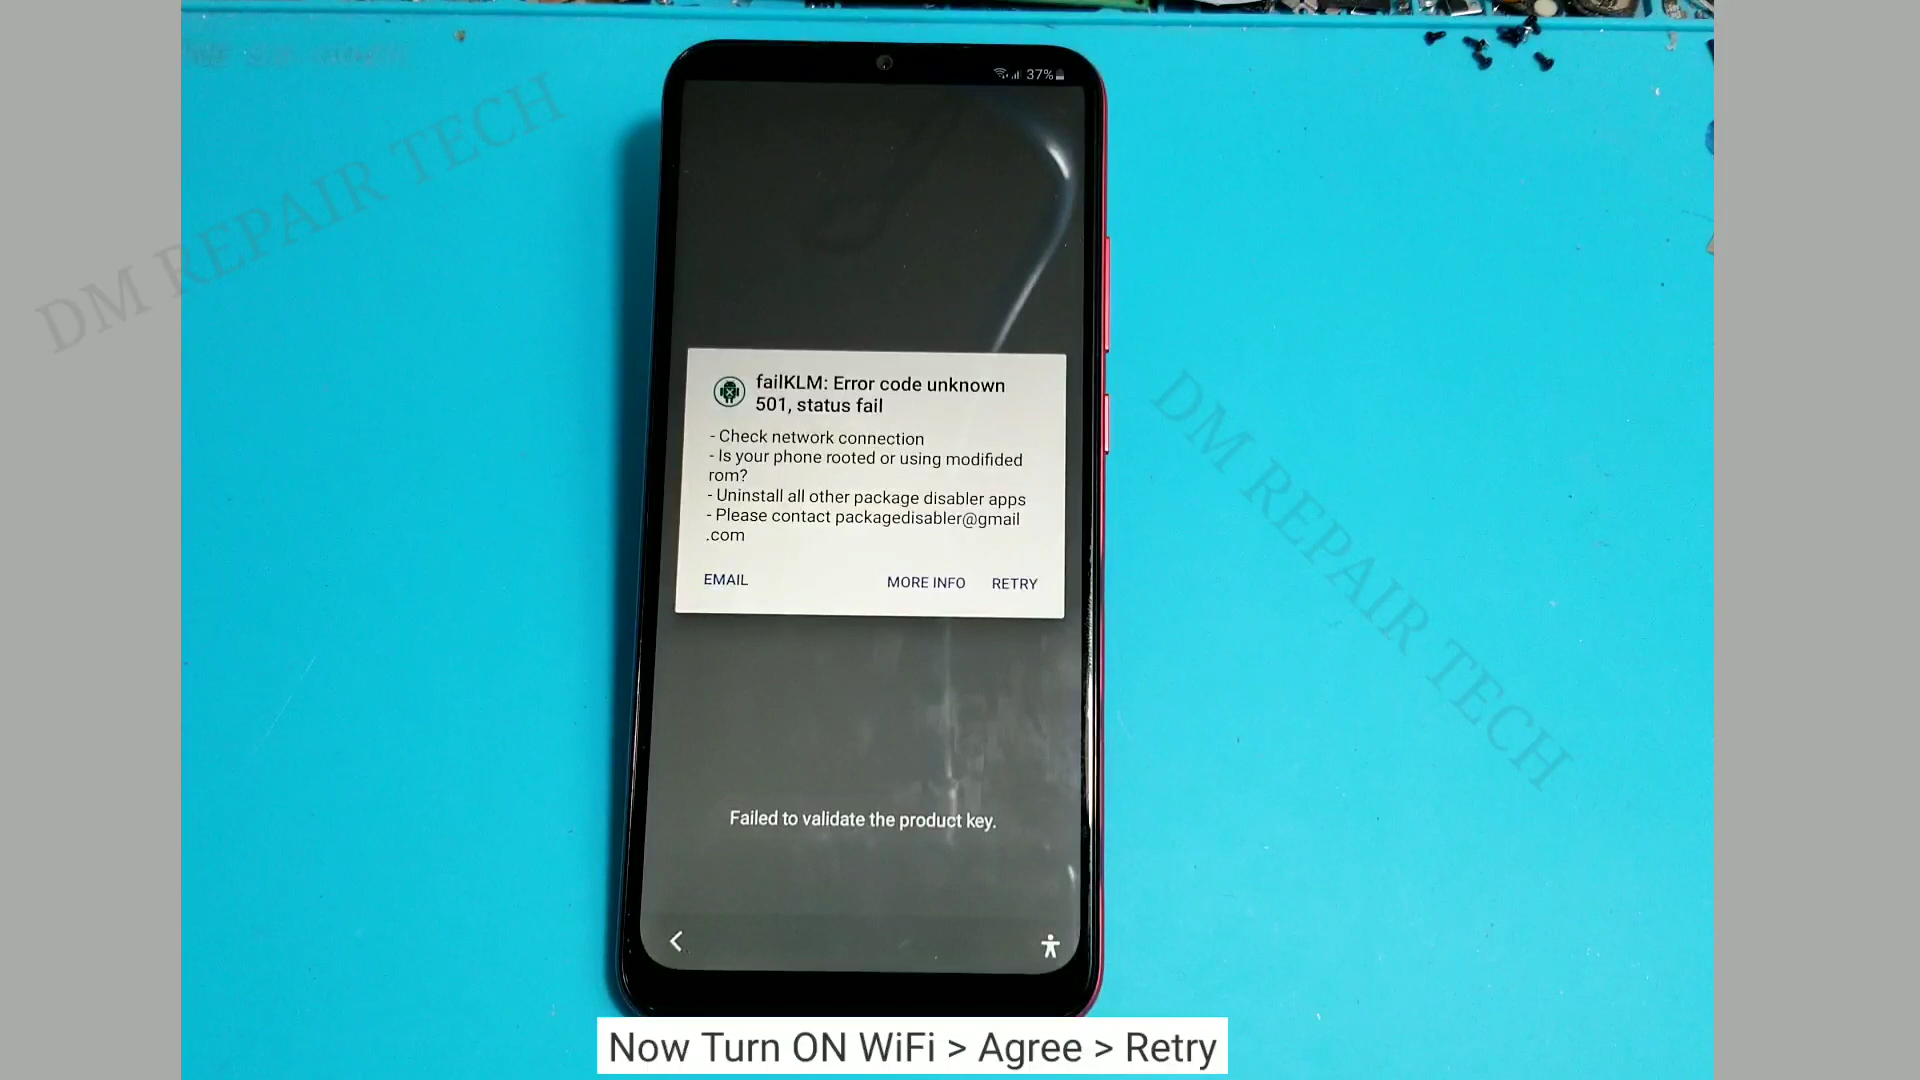 37%
DM REPAIR TECH
failKLM: Error code unknown
501, status fail
- Check network connection
- Is your phone rooted or using modifided
rom?
- Uninstall all other package disabler apps
- Please contact packagedisabler@gmail
.com
EMAIL MORE INFO RETRY
DM REPAIR TECH
Failed to validate the product key.
Now Turn ON WiFi > Agree > Retry